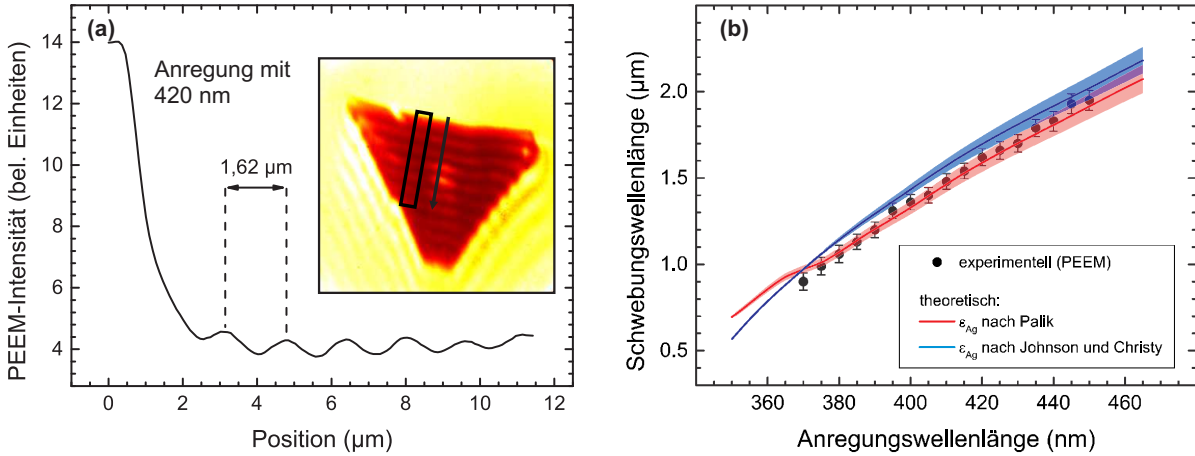 (a)
Anregung mit
420 nm
1,62 µm
PEEM-Intensität (bel. Einheiten)
14
12
10
8
6
4
0
2
4
6
8
10
12
Position (µm)
(b)
Schwebungswellenlänge (µm)
2.0
1.5
1.0
0.5
experimentell (PEEM)
theoretisch:
εAg nach Palik
εAg nach Johnson und Christy
360
380
400
420
440
460
Anregungswellenlänge (nm)